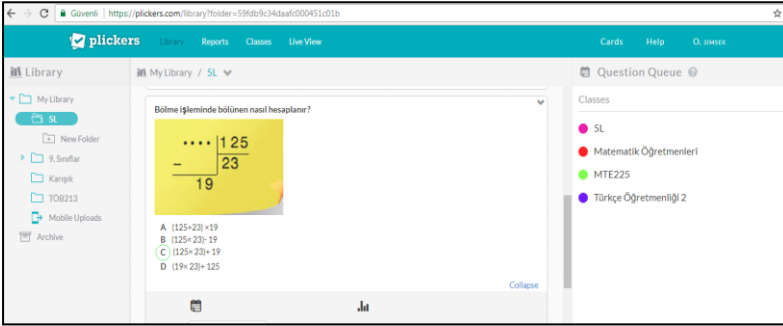 Güvenli https://plickers.com/library?folder=59fdb9c34daafc000451c01b
plickers Library Reports Classes Live View Cards Help O. SIMSEK
Library
My Library / 5L
Question Queue
My Library
5L
New Folder
9. Sınıflar
Karışık
TÖB213
Mobile Uploads
Archive
Bölme işleminde bölünen nasıl hesaplanır?
•••• 125
– 23
19
A (125+23) ×19
B (125×23)- 19
C (125×23)+ 19
D (19×23)+ 125
Collapse
Classes
5L
Matematik Öğretmenleri
MTE225
Türkçe Öğretmenliği 2